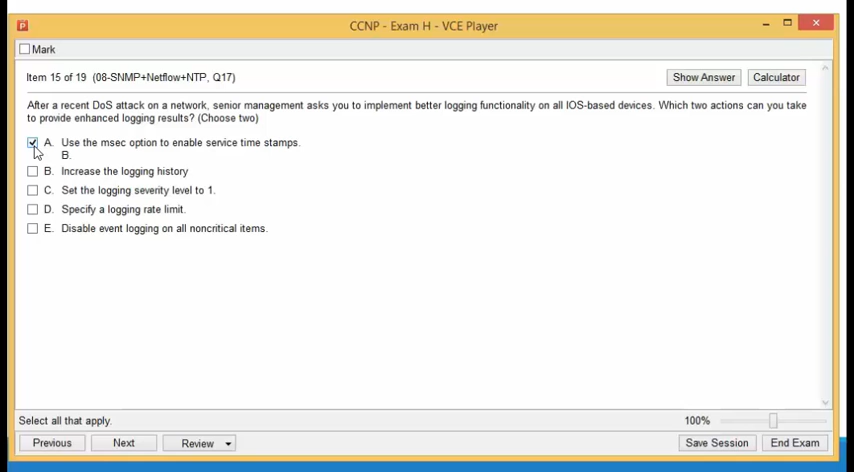 CCNP - Exam H - VCE Player
Mark
Item 15 of 19 (08-SNMP+Netflow+NTP, Q17)
Show Answer
Calculator
After a recent DoS attack on a network, senior management asks you to implement better logging functionality on all IOS-based devices. Which two actions can you take
to provide enhanced logging results? (Choose two)
A. Use the msec option to enable service time stamps.
B.
B. Increase the logging history
C. Set the logging severity level to 1.
D. Specify a logging rate limit.
E. Disable event logging on all noncritical items.
Select all that apply.
100%
Previous
Next
Review
Save Session
End Exam